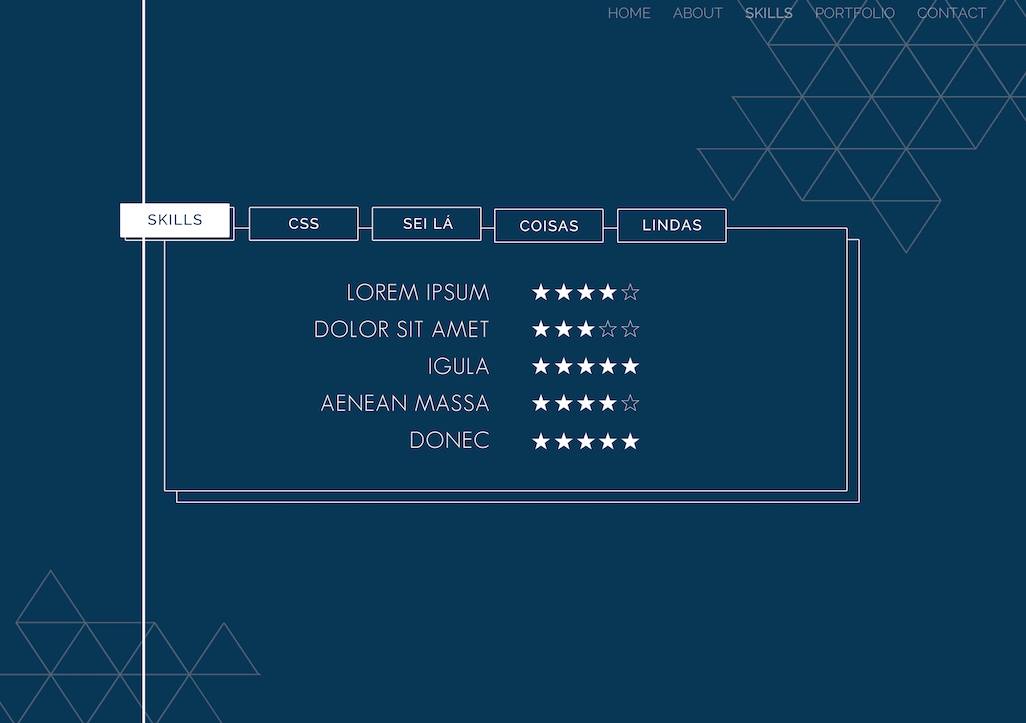 HOME ABOUT SKILLS PORTFOLIO CONTACT
SKILLS CSS SEI LÁ COISAS LINDAS
LOREM IPSUM ★★★★☆
DOLOR SIT AMET ★★★☆☆
IGULA ★★★★★
AENEAN MASSA ★★★★☆
DONEC ★★★★★